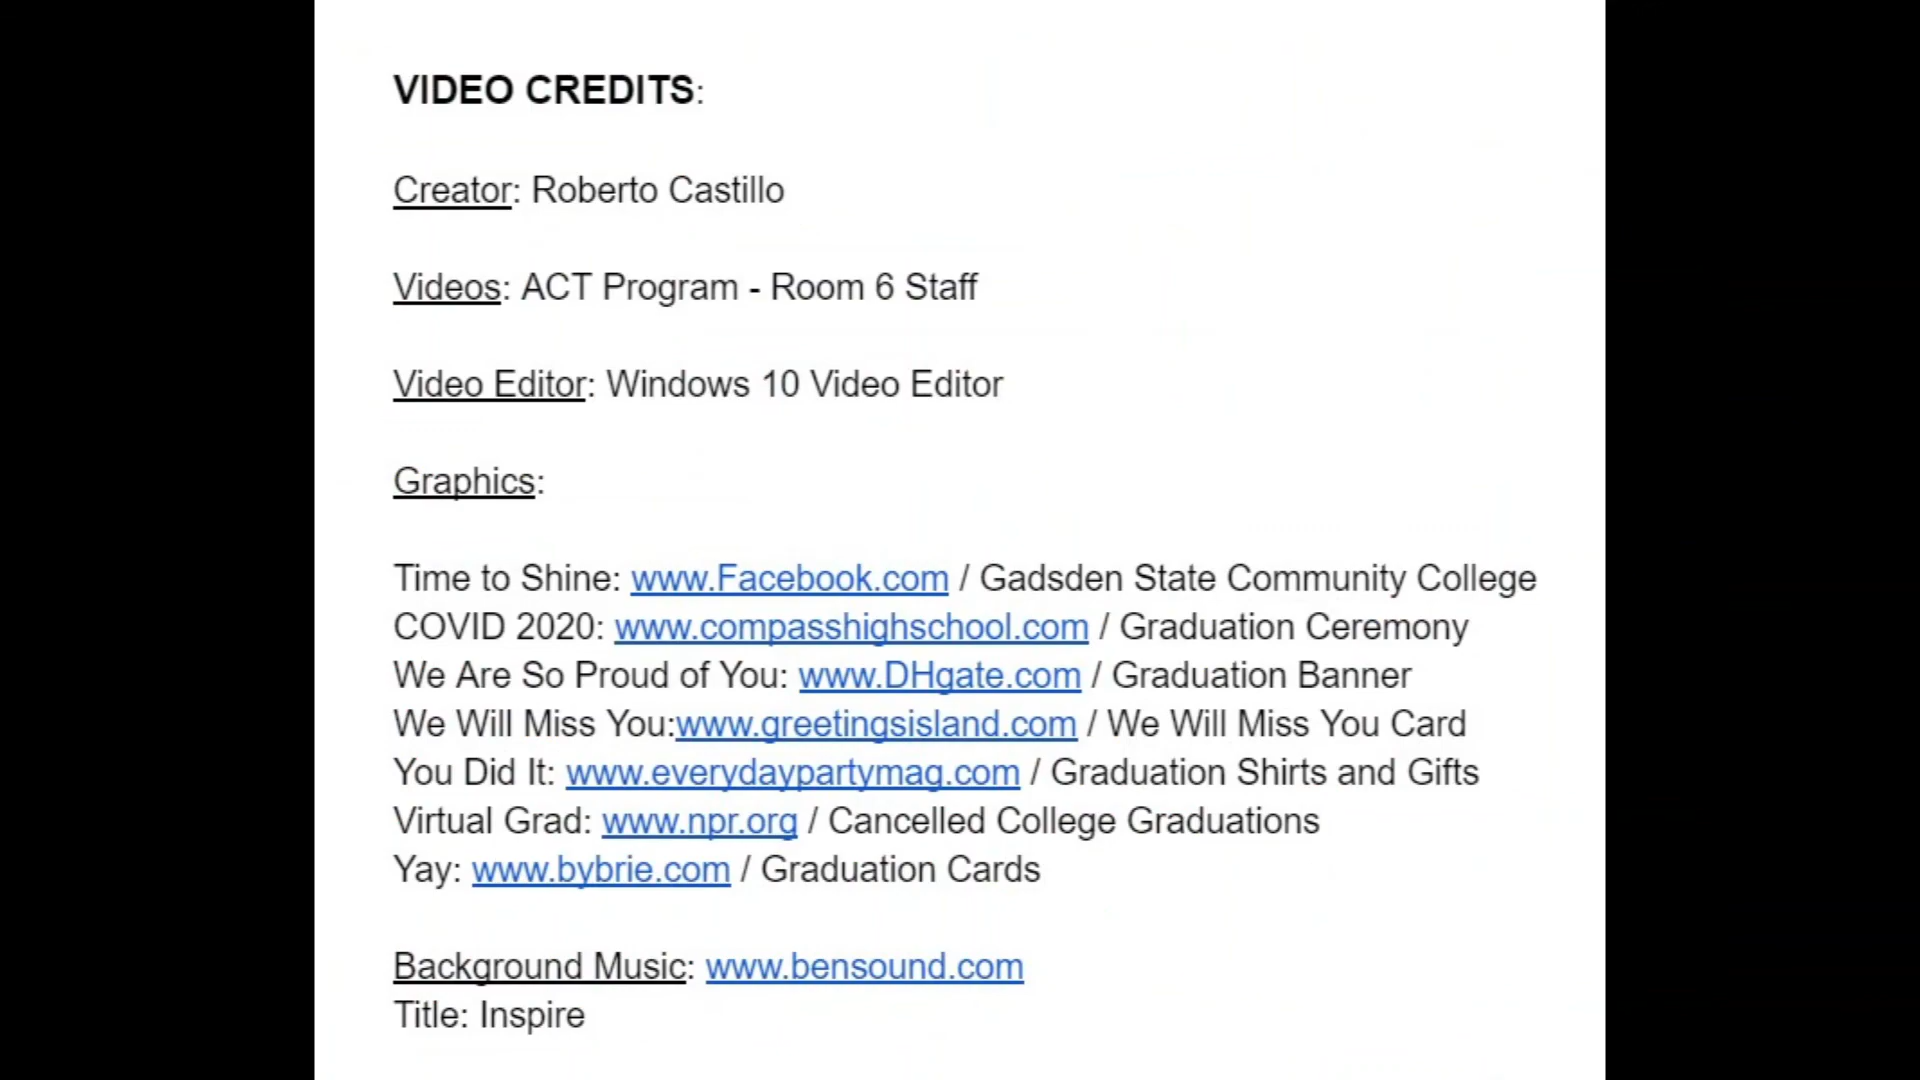 VIDEO CREDITS:
Creator: Roberto Castillo
Videos: ACT Program - Room 6 Staff
Video Editor: Windows 10 Video Editor
Graphics:
Time to Shine: www.Facebook.com / Gadsden State Community College
COVID 2020: www.compasshighschool.com / Graduation Ceremony
We Are So Proud of You: www.DHgate.com / Graduation Banner
We Will Miss You:www.greetingsisland.com / We Will Miss You Card
You Did It: www.everydaypartymag.com / Graduation Shirts and Gifts
Virtual Grad: www.npr.org / Cancelled College Graduations
Yay: www.bybrie.com / Graduation Cards
Background Music: www.bensound.com
Title: Inspire